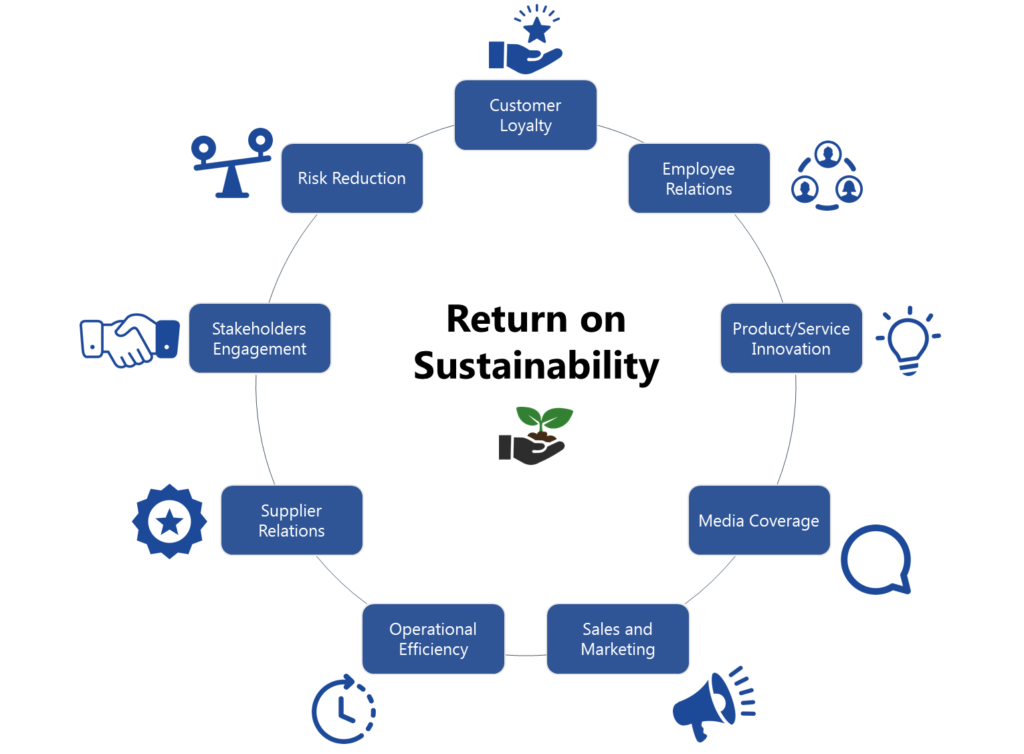 Customer
Loyalty
Employee
Relations
Product/Service
Innovation
Media Coverage
Sales and
Marketing
Operational
Efficiency
Supplier
Relations
Stakeholders
Engagement
Risk Reduction
Return on
Sustainability